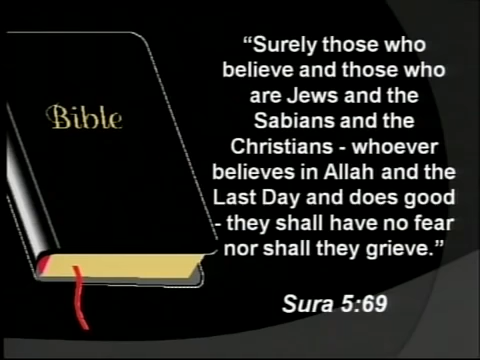 Bible
“Surely those who
believe and those who
are Jews and the
Sabians and the
Christians - whoever
believes in Allah and the
Last Day and does good
- they shall have no fear
nor shall they grieve.”
Sura 5:69